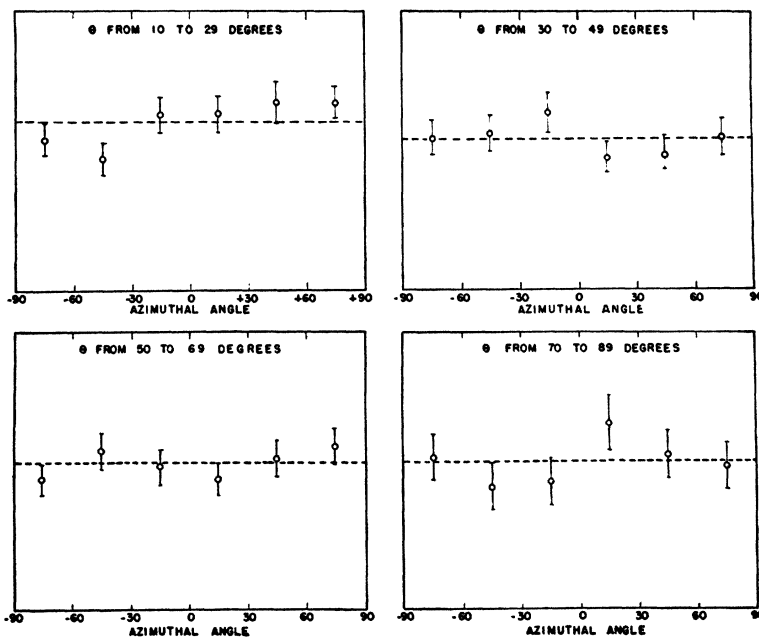 θ FROM 10 TO 29 DEGREES
-90 -60 -30 0 +30 +60 +90
AZIMUTHAL ANGLE
θ FROM 30 TO 49 DEGREES
-90 -60 -30 0 30 60 90
AZIMUTHAL ANGLE
θ FROM 50 TO 69 DEGREES
-90 -60 -30 0 30 60 90
AZIMUTHAL ANGLE
θ FROM 70 TO 89 DEGREES
-90 -60 -30 0 30 60 90
AZIMUTHAL ANGLE